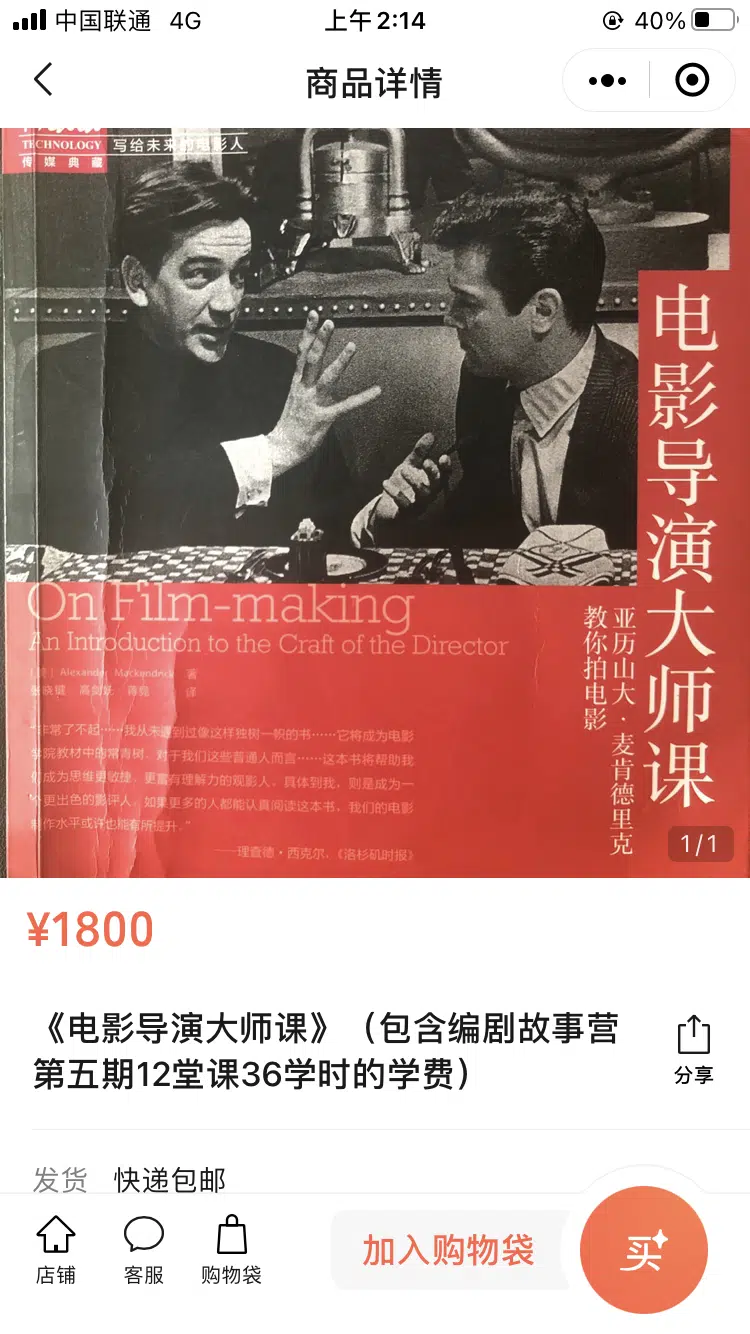 中国联通 4G
上午2:14
40%
商品详情
TECHNOLOGY
传媒典藏
写给未来的电影人
电影导演大师课
亚历山大·麦肯德里克
教你拍电影
On Film-making
An Introduction to the Craft of the Director
Alexander Mackendrick 著
译
非常了不起……我从未遇到过像这样独树一帜的书……它将成为电影
学院教材中的常青树。对于我们这些普通人而言……这本书将帮助我
们成为思维更敏捷、更富有理解力的观影人。具体到我，则是成为一
个更出色的影评人。如果更多的人都能认真阅读这本书，我们的电影
制作水平或许也能有所提升。”
——理查德·西克尔，《洛杉矶时报》
1/1
¥1800
《电影导演大师课》（包含编剧故事营
第五期12堂课36学时的学费）
分享
发货 快递包邮
店铺
客服
购物袋
加入购物袋
买